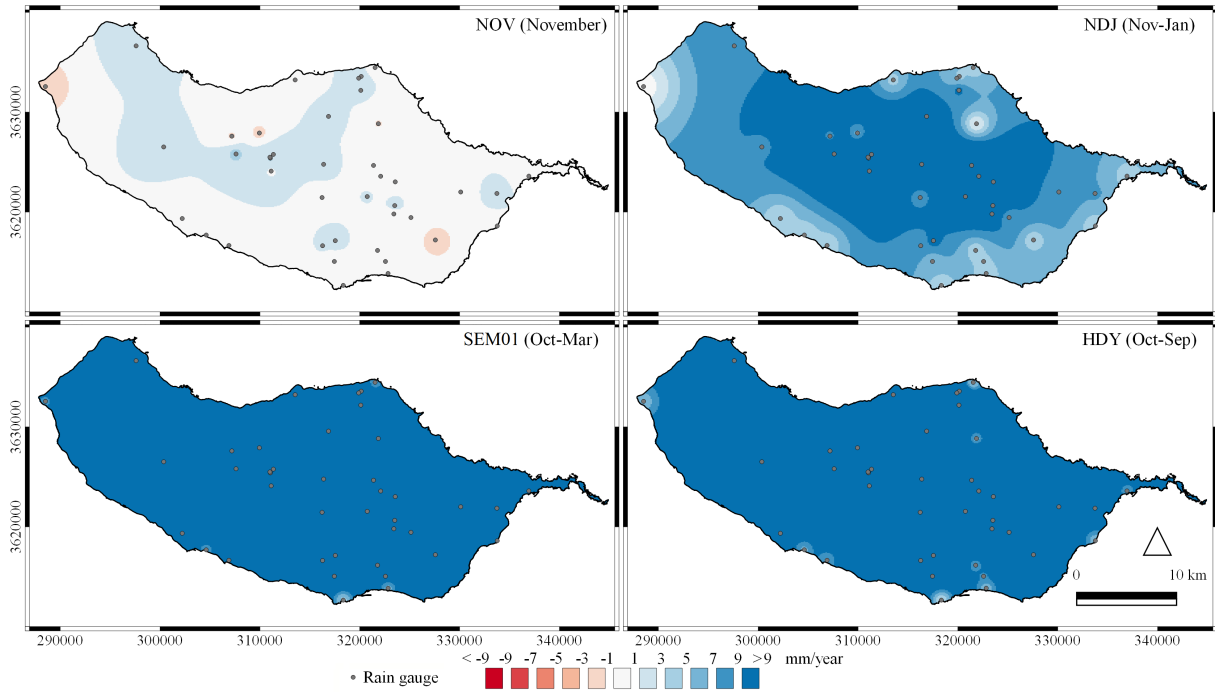 NOV (November)
NDJ (Nov-Jan)
3630000
3620000
SEM01 (Oct-Mar)
HDY (Oct-Sep)
3630000
3620000
0 10 km
290000 300000 310000 320000 330000 340000 290000 300000 310000 320000 330000 340000
< -9 -9 -7 -5 -3 -1 1 3 5 7 9 >9 mm/year
Rain gauge